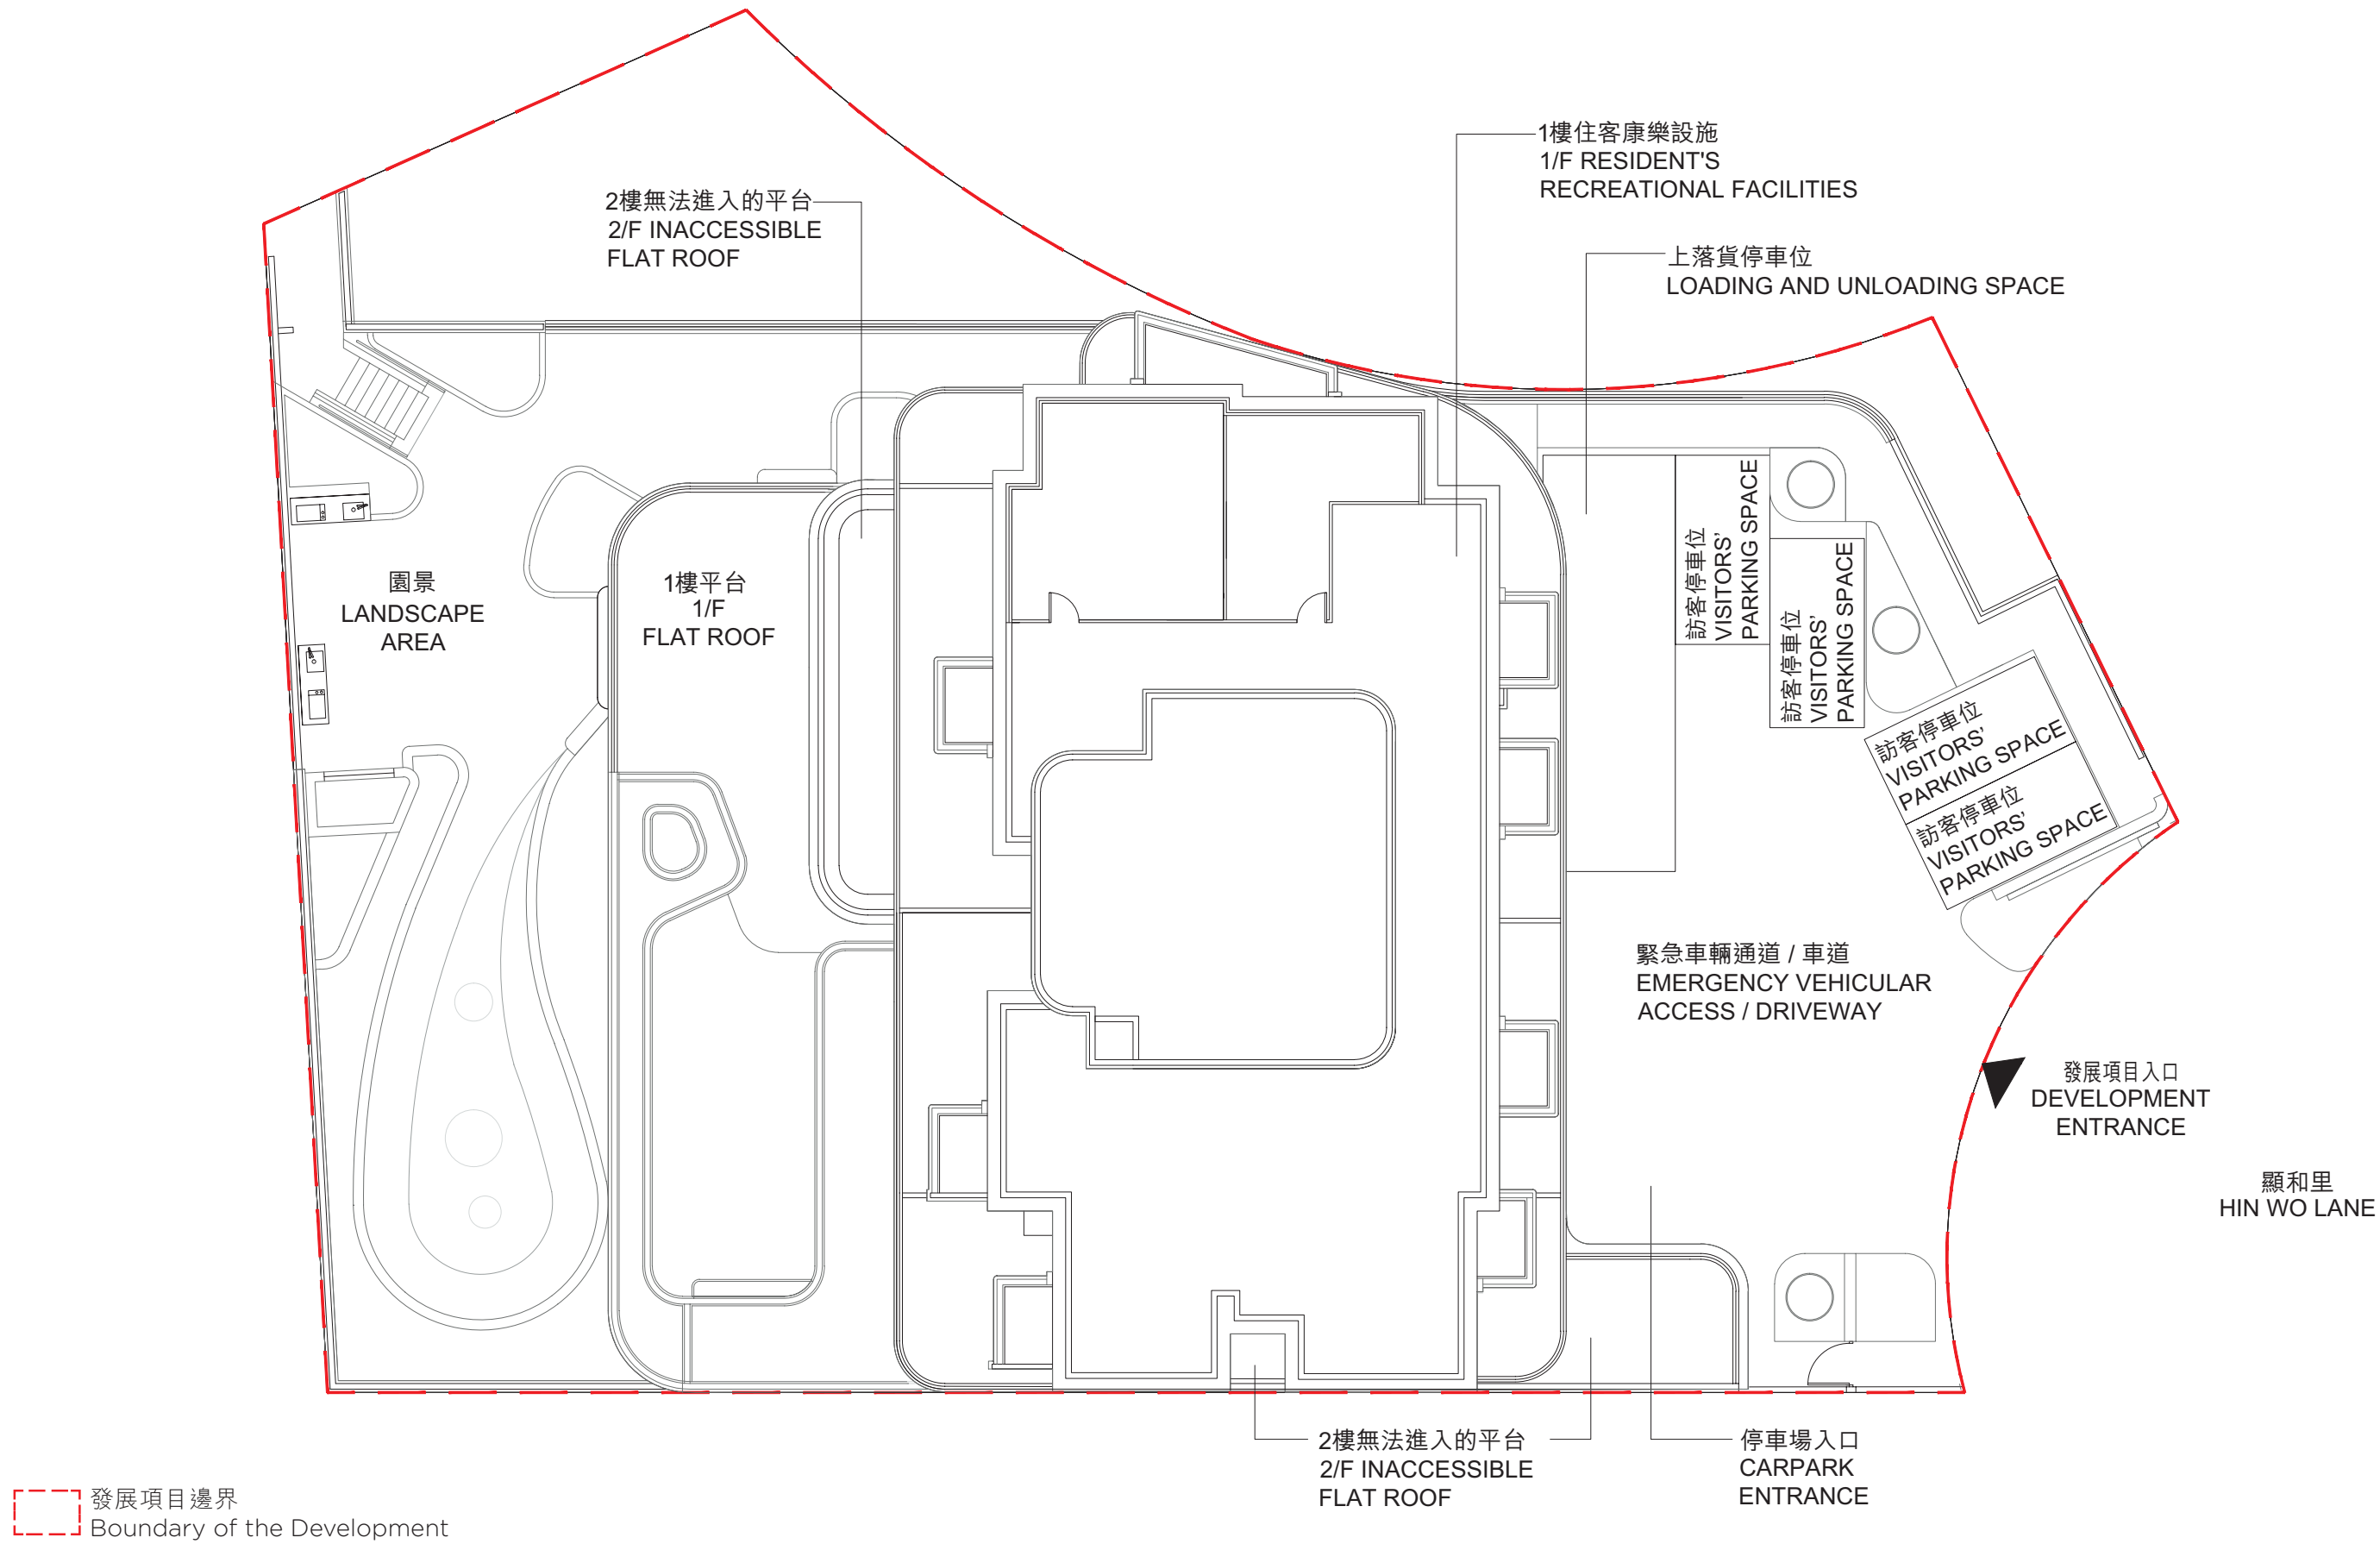 1樓住客康樂設施
1/F RESIDENT'S
RECREATIONAL FACILITIES
2樓無法進入的平台
2/F INACCESSIBLE
FLAT ROOF
上落貨停車位
LOADING AND UNLOADING SPACE
園景
LANDSCAPE
AREA
1樓平台
1/F
FLAT ROOF
訪客停車位
VISITORS'
PARKING SPACE
訪客停車位
VISITORS'
PARKING SPACE
訪客停車位
VISITORS'
PARKING SPACE
訪客停車位
VISITORS'
PARKING SPACE
緊急車輛通道 / 車道
EMERGENCY VEHICULAR
ACCESS / DRIVEWAY
發展項目入口
DEVELOPMENT
ENTRANCE
顯和里
HIN WO LANE
2樓無法進入的平台
2/F INACCESSIBLE
FLAT ROOF
停車場入口
CARPARK
ENTRANCE
發展項目邊界
Boundary of the Development